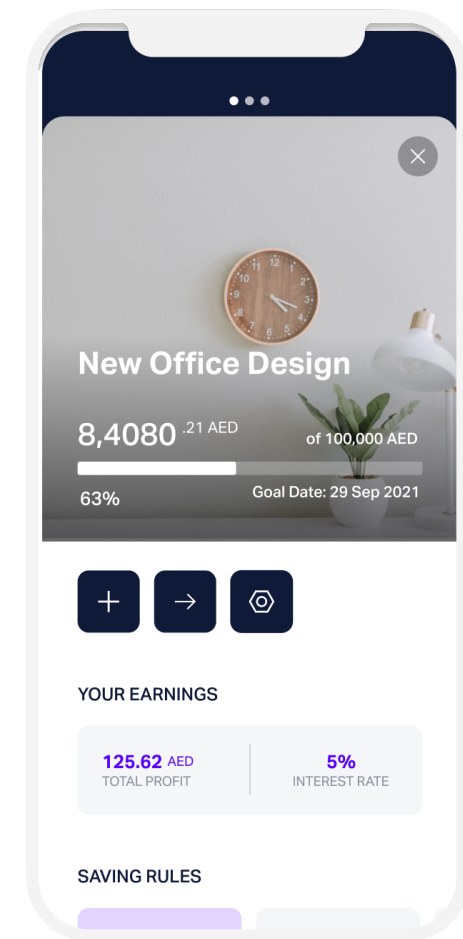 New Office Design
8,4080 .21 AED of 100,000 AED
63% Goal Date: 29 Sep 2021
YOUR EARNINGS
125.62 AED 5%
TOTAL PROFIT INTEREST RATE
SAVING RULES